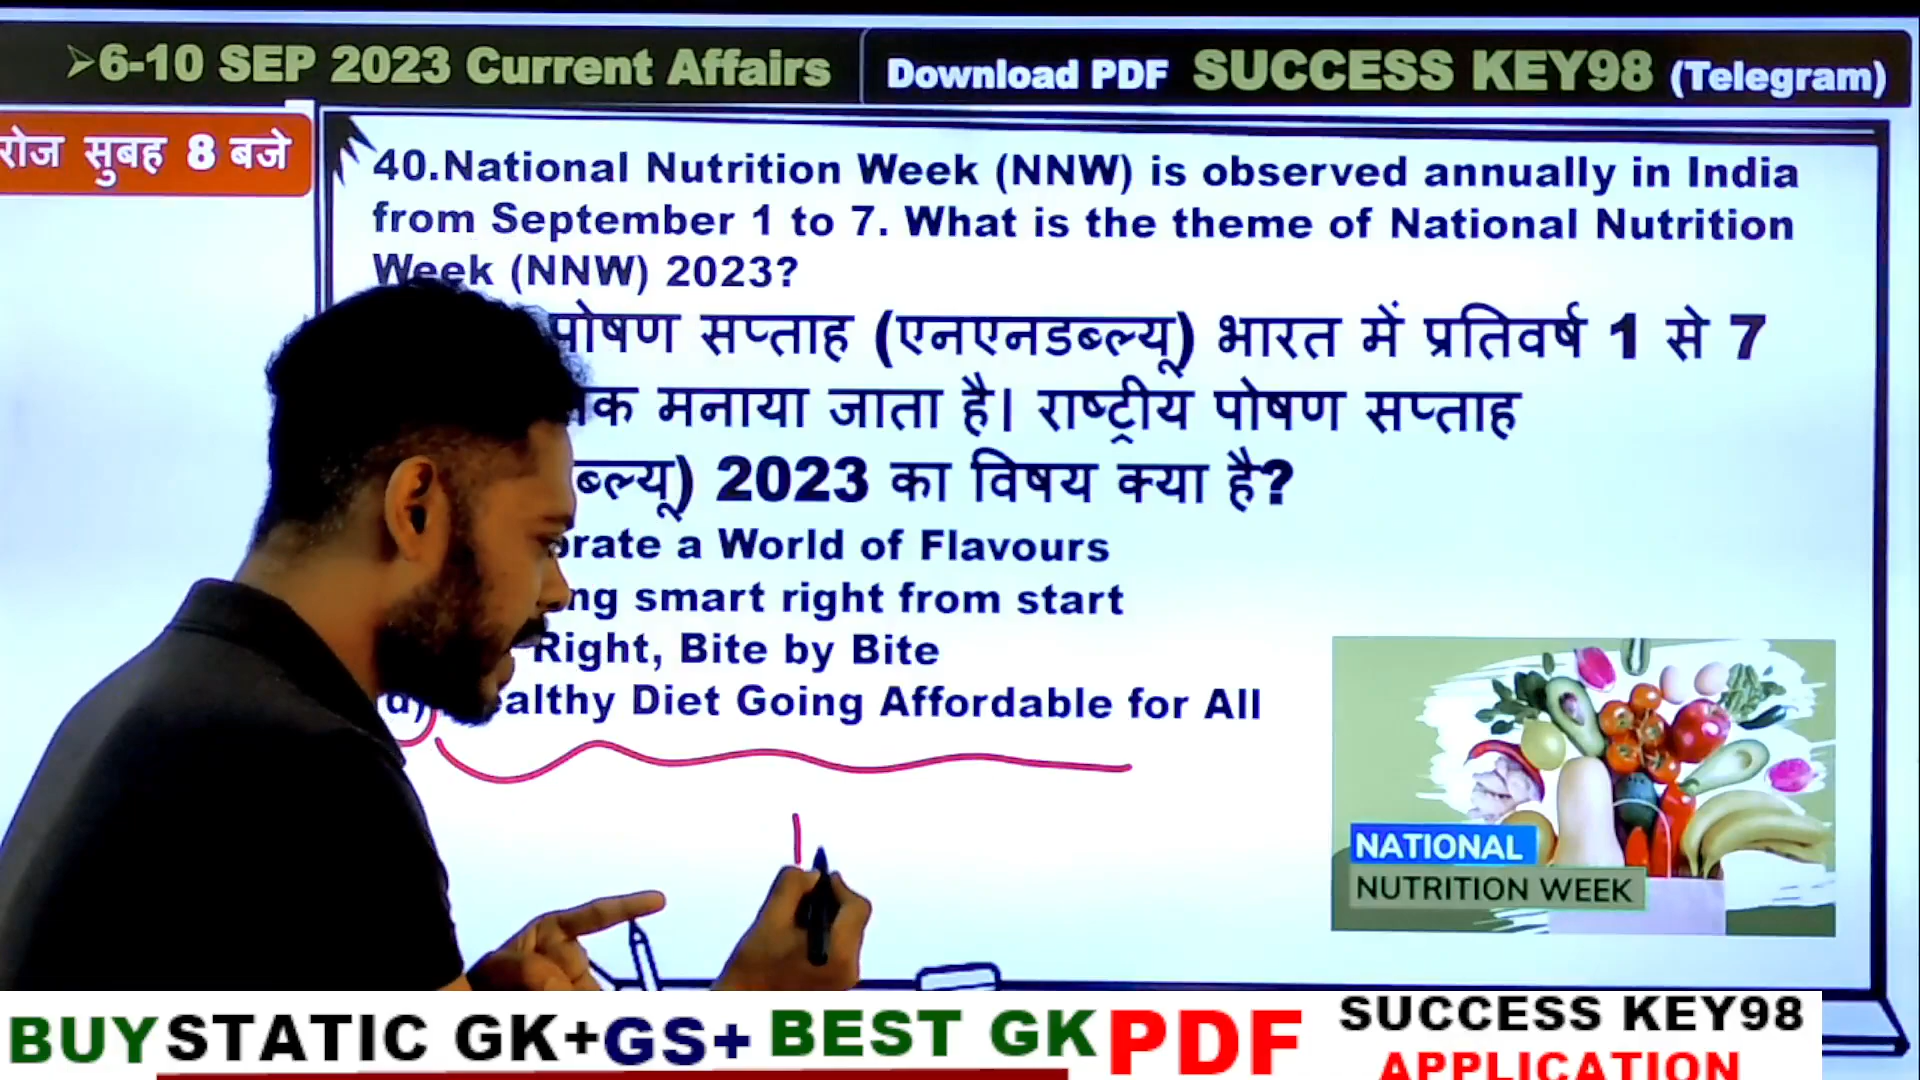 ➢6-10 SEP 2023 Current Affairs
Download PDF SUCCESS KEY98 (Telegram)
रोज सुबह 8 बजे
40.National Nutrition Week (NNW) is observed annually in India
from September 1 to 7. What is the theme of National Nutrition
Week (NNW) 2023?
पोषण सप्ताह (एनएनडब्ल्यू) भारत में प्रतिवर्ष 1 से 7
मनाया जाता है। राष्ट्रीय पोषण सप्ताह
2023 का विषय क्या है?
a World of Flavours
smart right from start
Right, Bite by Bite
d) Diet Going Affordable for All
NATIONAL
NUTRITION WEEK
BUY STATIC GK+GS+ BEST GK PDF
SUCCESS KEY98
APPLICATION